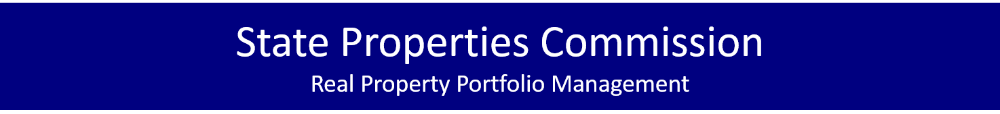 State Properties Commission
Real Property Portfolio Management